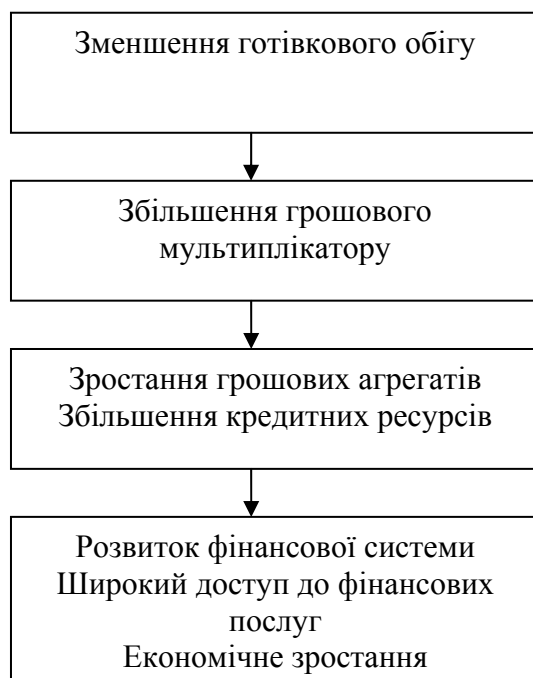 Зменшення готівкового обігу
Збільшення грошового
мультиплікатору
Зростання грошових агрегатів
Збільшення кредитних ресурсів
Розвиток фінансової системи
Широкий доступ до фінансових
послуг
Економічне зростання